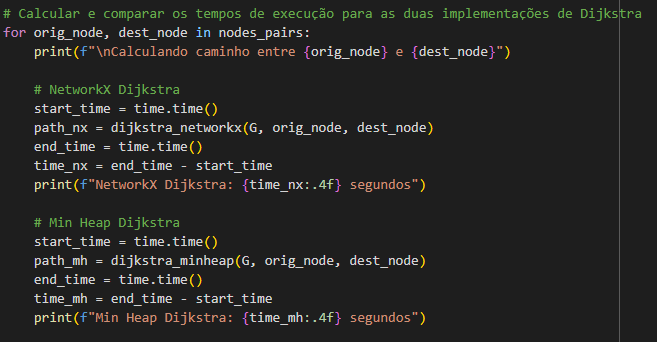 # Calcular e comparar os tempos de execução para as duas implementações de Dijkstra
for orig_node, dest_node in nodes_pairs:
    print(f"\nCalculando caminho entre {orig_node} e {dest_node}")

    # NetworkX Dijkstra
    start_time = time.time()
    path_nx = dijkstra_networkx(G, orig_node, dest_node)
    end_time = time.time()
    time_nx = end_time - start_time
    print(f"NetworkX Dijkstra: {time_nx:.4f} segundos")

    # Min Heap Dijkstra
    start_time = time.time()
    path_mh = dijkstra_minheap(G, orig_node, dest_node)
    end_time = time.time()
    time_mh = end_time - start_time
    print(f"Min Heap Dijkstra: {time_mh:.4f} segundos")